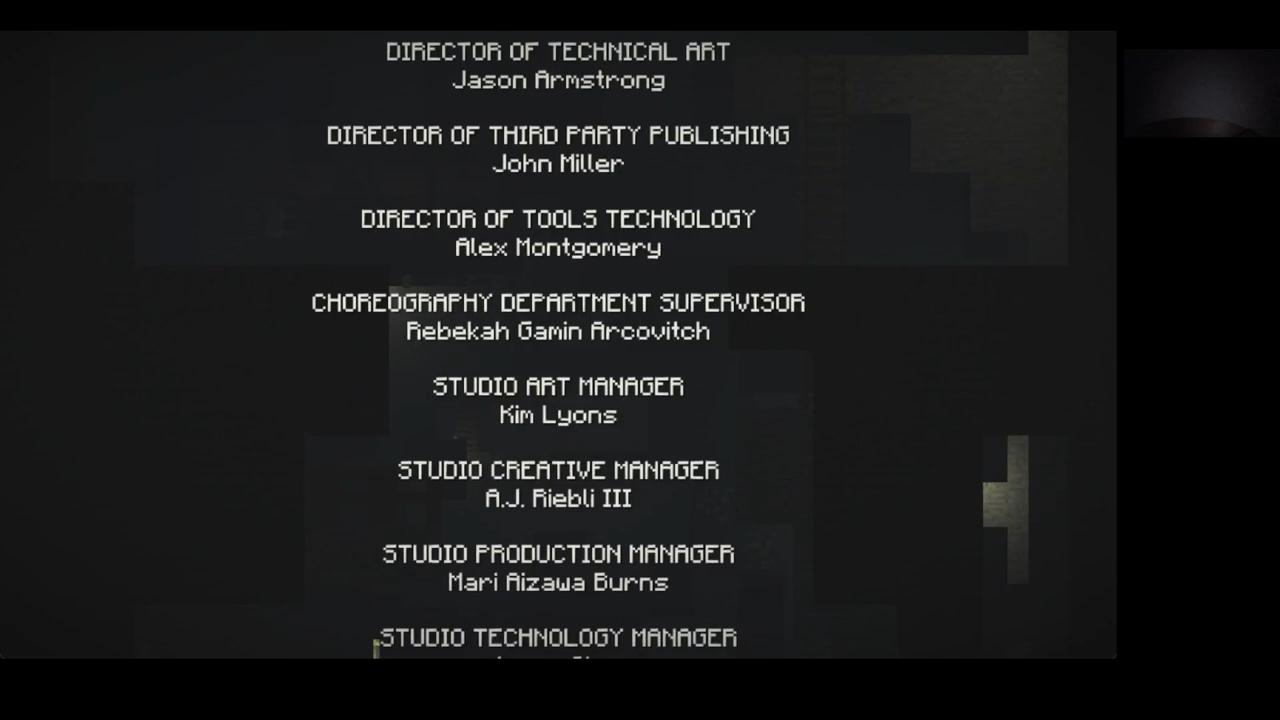 DIRECTOR OF TECHNICAL ART
Jason Armstrong
DIRECTOR OF THIRD PARTY PUBLISHING
John Miller
DIRECTOR OF TOOLS TECHNOLOGY
Alex Montgomery
CHOREOGRAPHY DEPARTMENT SUPERVISOR
Rebekah Gamin Arcovitch
STUDIO ART MANAGER
Kim Lyons
STUDIO CREATIVE MANAGER
A.J. Riebli III
STUDIO PRODUCTION MANAGER
Mari Aizawa Burns
STUDIO TECHNOLOGY MANAGER